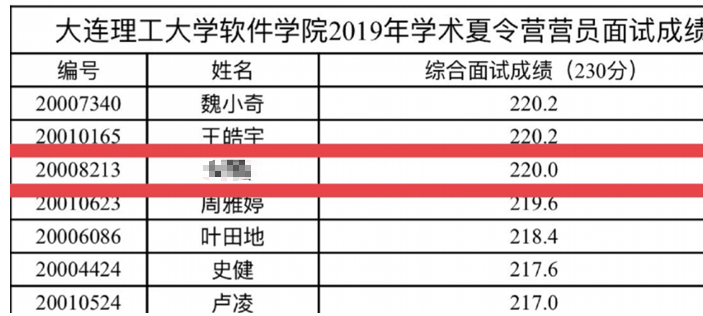 大连理工大学软件学院2019年学术夏令营营员面试成绩
编号 姓名 综合面试成绩（230分）
20007340 魏小奇 220.2
20010165 王皓宇 220.2
20008213 220.0
20010623 周雅婷 219.6
20006086 叶田地 218.4
20004424 史健 217.6
20010524 卢凌 217.0